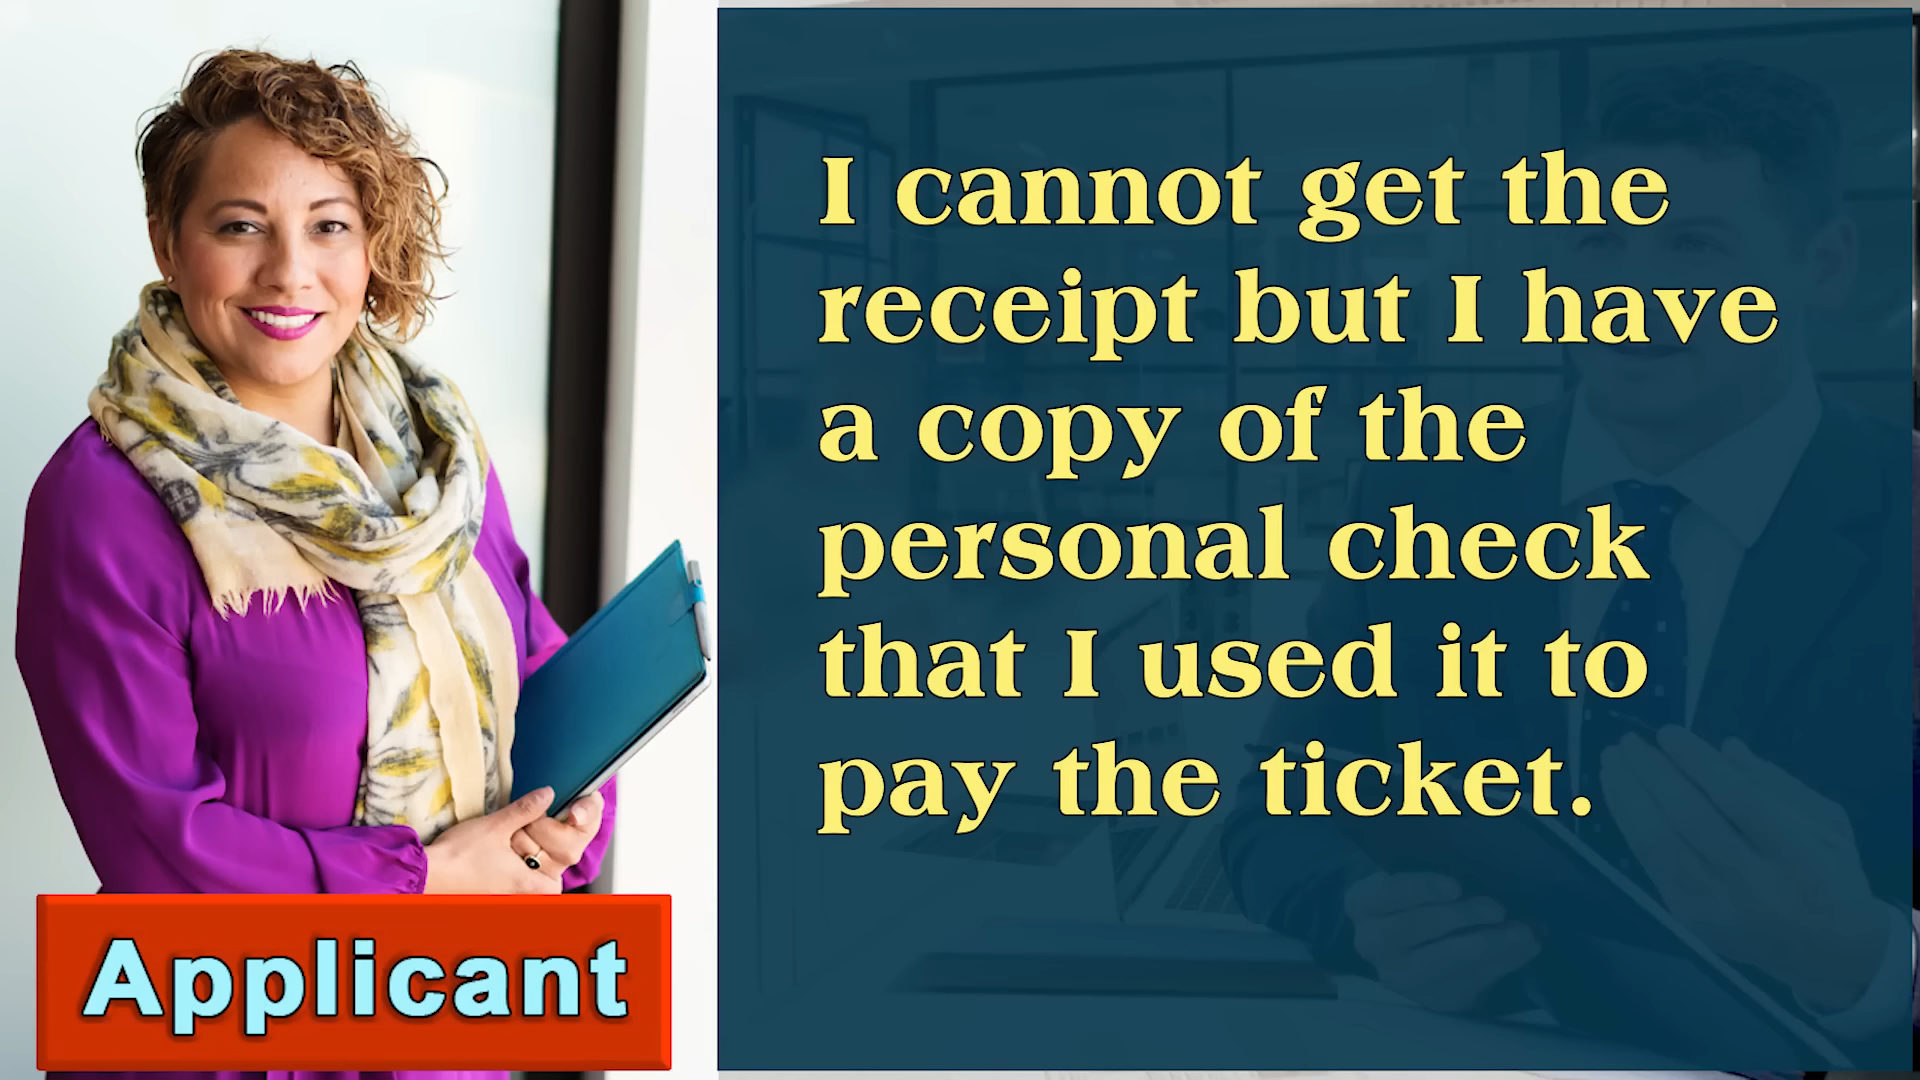 I cannot get the
receipt but I have
a copy of the
personal check
that I used it to
pay the ticket.
Applicant